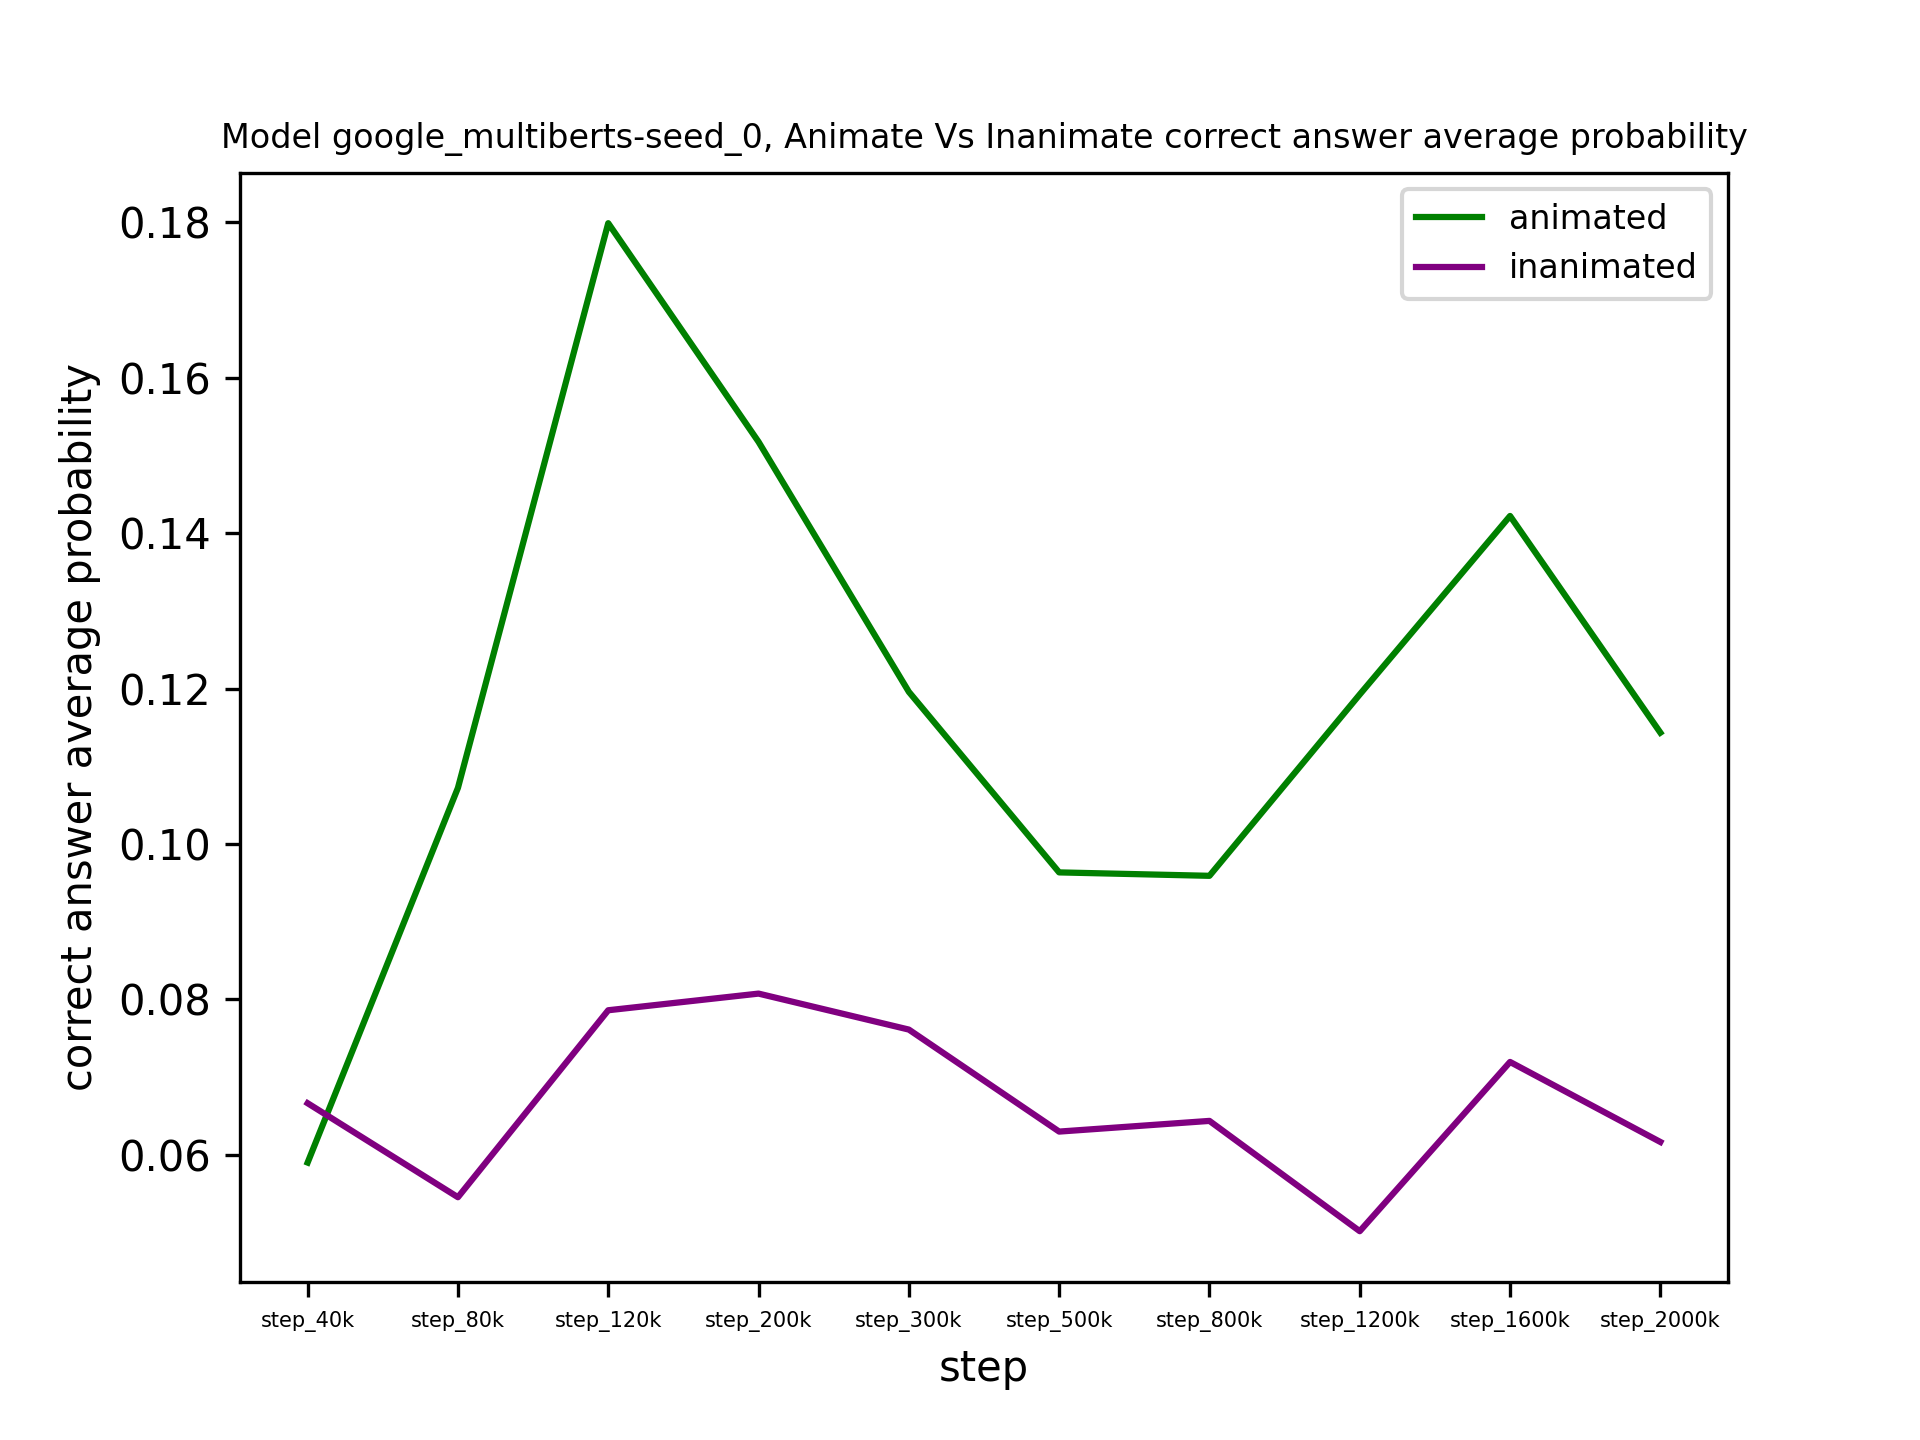 Model google_multiberts-seed_0, Animate Vs Inanimate correct answer average probability
animated
inanimated
correct answer average probability
0.18
0.16
0.14
0.12
0.10
0.08
0.06
step_40k step_80k step_120k step_200k step_300k step_500k step_800k step_1200k step_1600k step_2000k
step